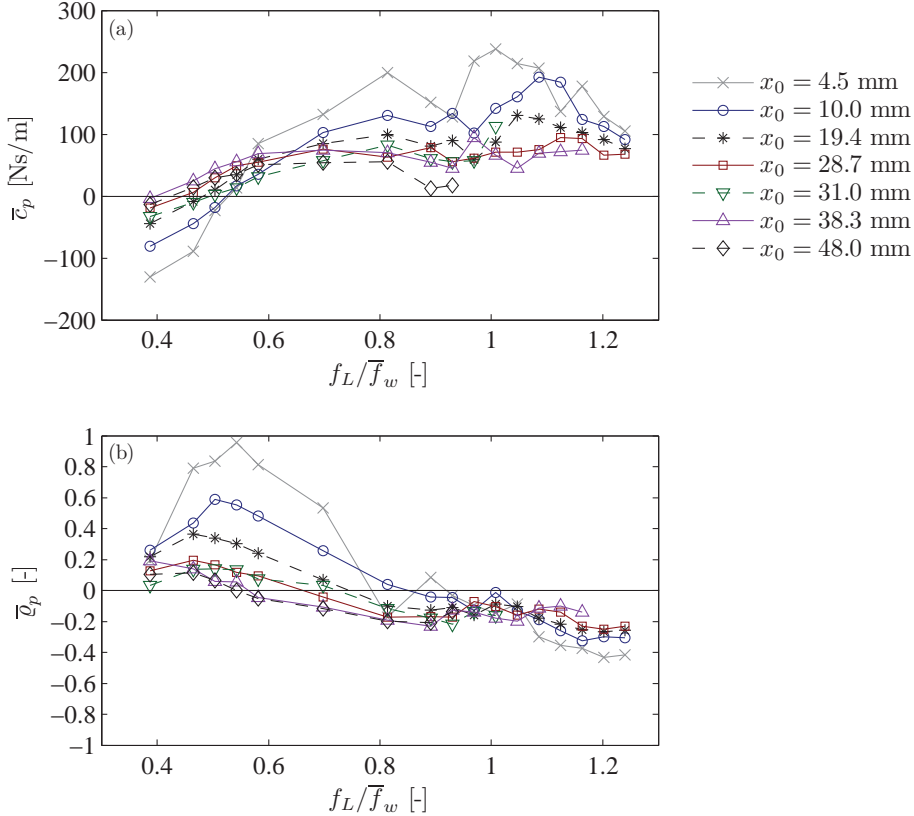 (a)
300
200
100
0
−100
−200
c̅_p [Ns/m]
0.4 0.6 0.8 1 1.2
f_L/f̅_w [-]
x_0 = 4.5 mm
x_0 = 10.0 mm
x_0 = 19.4 mm
x_0 = 28.7 mm
x_0 = 31.0 mm
x_0 = 38.3 mm
x_0 = 48.0 mm
(b)
1
0.8
0.6
0.4
0.2
0
−0.2
−0.4
−0.6
−0.8
−1
ϱ̅_p [-]
0.4 0.6 0.8 1 1.2
f_L/f̅_w [-]